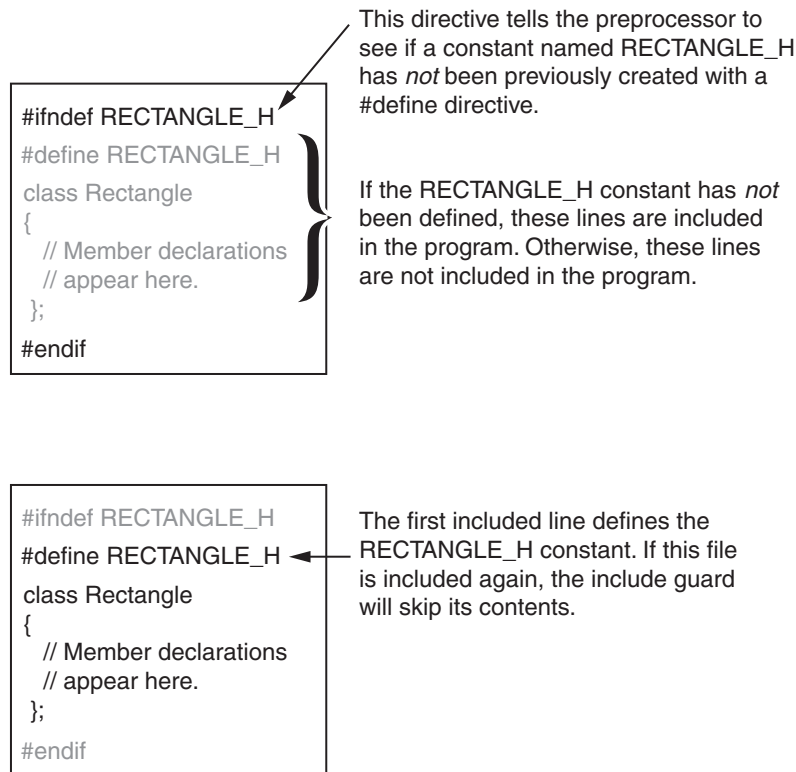 This directive tells the preprocessor to
see if a constant named RECTANGLE_H
has not been previously created with a
#define directive.
#ifndef RECTANGLE_H
#define RECTANGLE_H
class Rectangle
{
// Member declarations
// appear here.
};
#endif
If the RECTANGLE_H constant has not
been defined, these lines are included
in the program. Otherwise, these lines
are not included in the program.
#ifndef RECTANGLE_H
#define RECTANGLE_H
class Rectangle
{
// Member declarations
// appear here.
};
#endif
The first included line defines the
RECTANGLE_H constant. If this file
is included again, the include guard
will skip its contents.